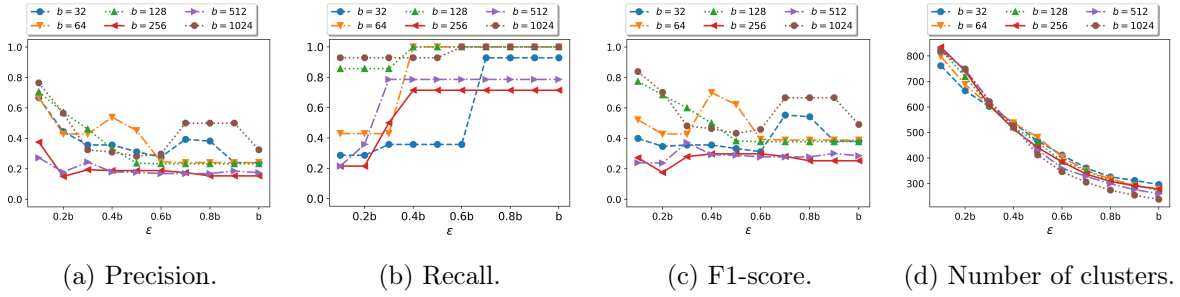 b = 32 b = 128 b = 512
b = 64 b = 256 b = 1024
1.0
0.8
0.6
0.4
0.2
0.0
0.2b 0.4b 0.6b 0.8b b
ε
(a) Precision.
b = 32 b = 128 b = 512
b = 64 b = 256 b = 1024
1.0
0.8
0.6
0.4
0.2
0.0
0.2b 0.4b 0.6b 0.8b b
ε
(b) Recall.
b = 32 b = 128 b = 512
b = 64 b = 256 b = 1024
1.0
0.8
0.6
0.4
0.2
0.0
0.2b 0.4b 0.6b 0.8b b
ε
(c) F1-score.
b = 32 b = 128 b = 512
b = 64 b = 256 b = 1024
800
700
600
500
400
300
0.2b 0.4b 0.6b 0.8b b
ε
(d) Number of clusters.